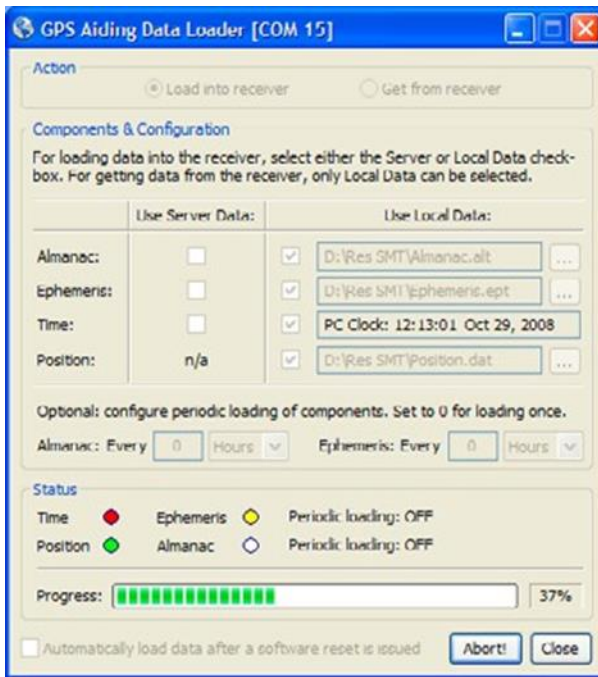 GPS Aiding Data Loader [COM 15]
Action
Load into receiver Get from receiver
Components & Configuration
For loading data into the receiver, select either the Server or Local Data check-
box. For getting data from the receiver, only Local Data can be selected.
Use Server Data: Use Local Data:
Almanac: D:\Res SMT\Almanac.alt ...
Ephemeris: D:\Res SMT\Ephemeris.ept ...
Time: PC Clock: 12:13:01 Oct 29, 2008
Position: n/a D:\Res SMT\Position.dat ...
Optional: configure periodic loading of components. Set to 0 for loading once.
Almanac: Every 0 Hours Ephemeris: Every 0 Hours
Status
Time Ephemeris Periodic loading: OFF
Position Almanac Periodic loading: OFF
Progress: 37%
Automatically load data after a software reset is issued Abort! Close